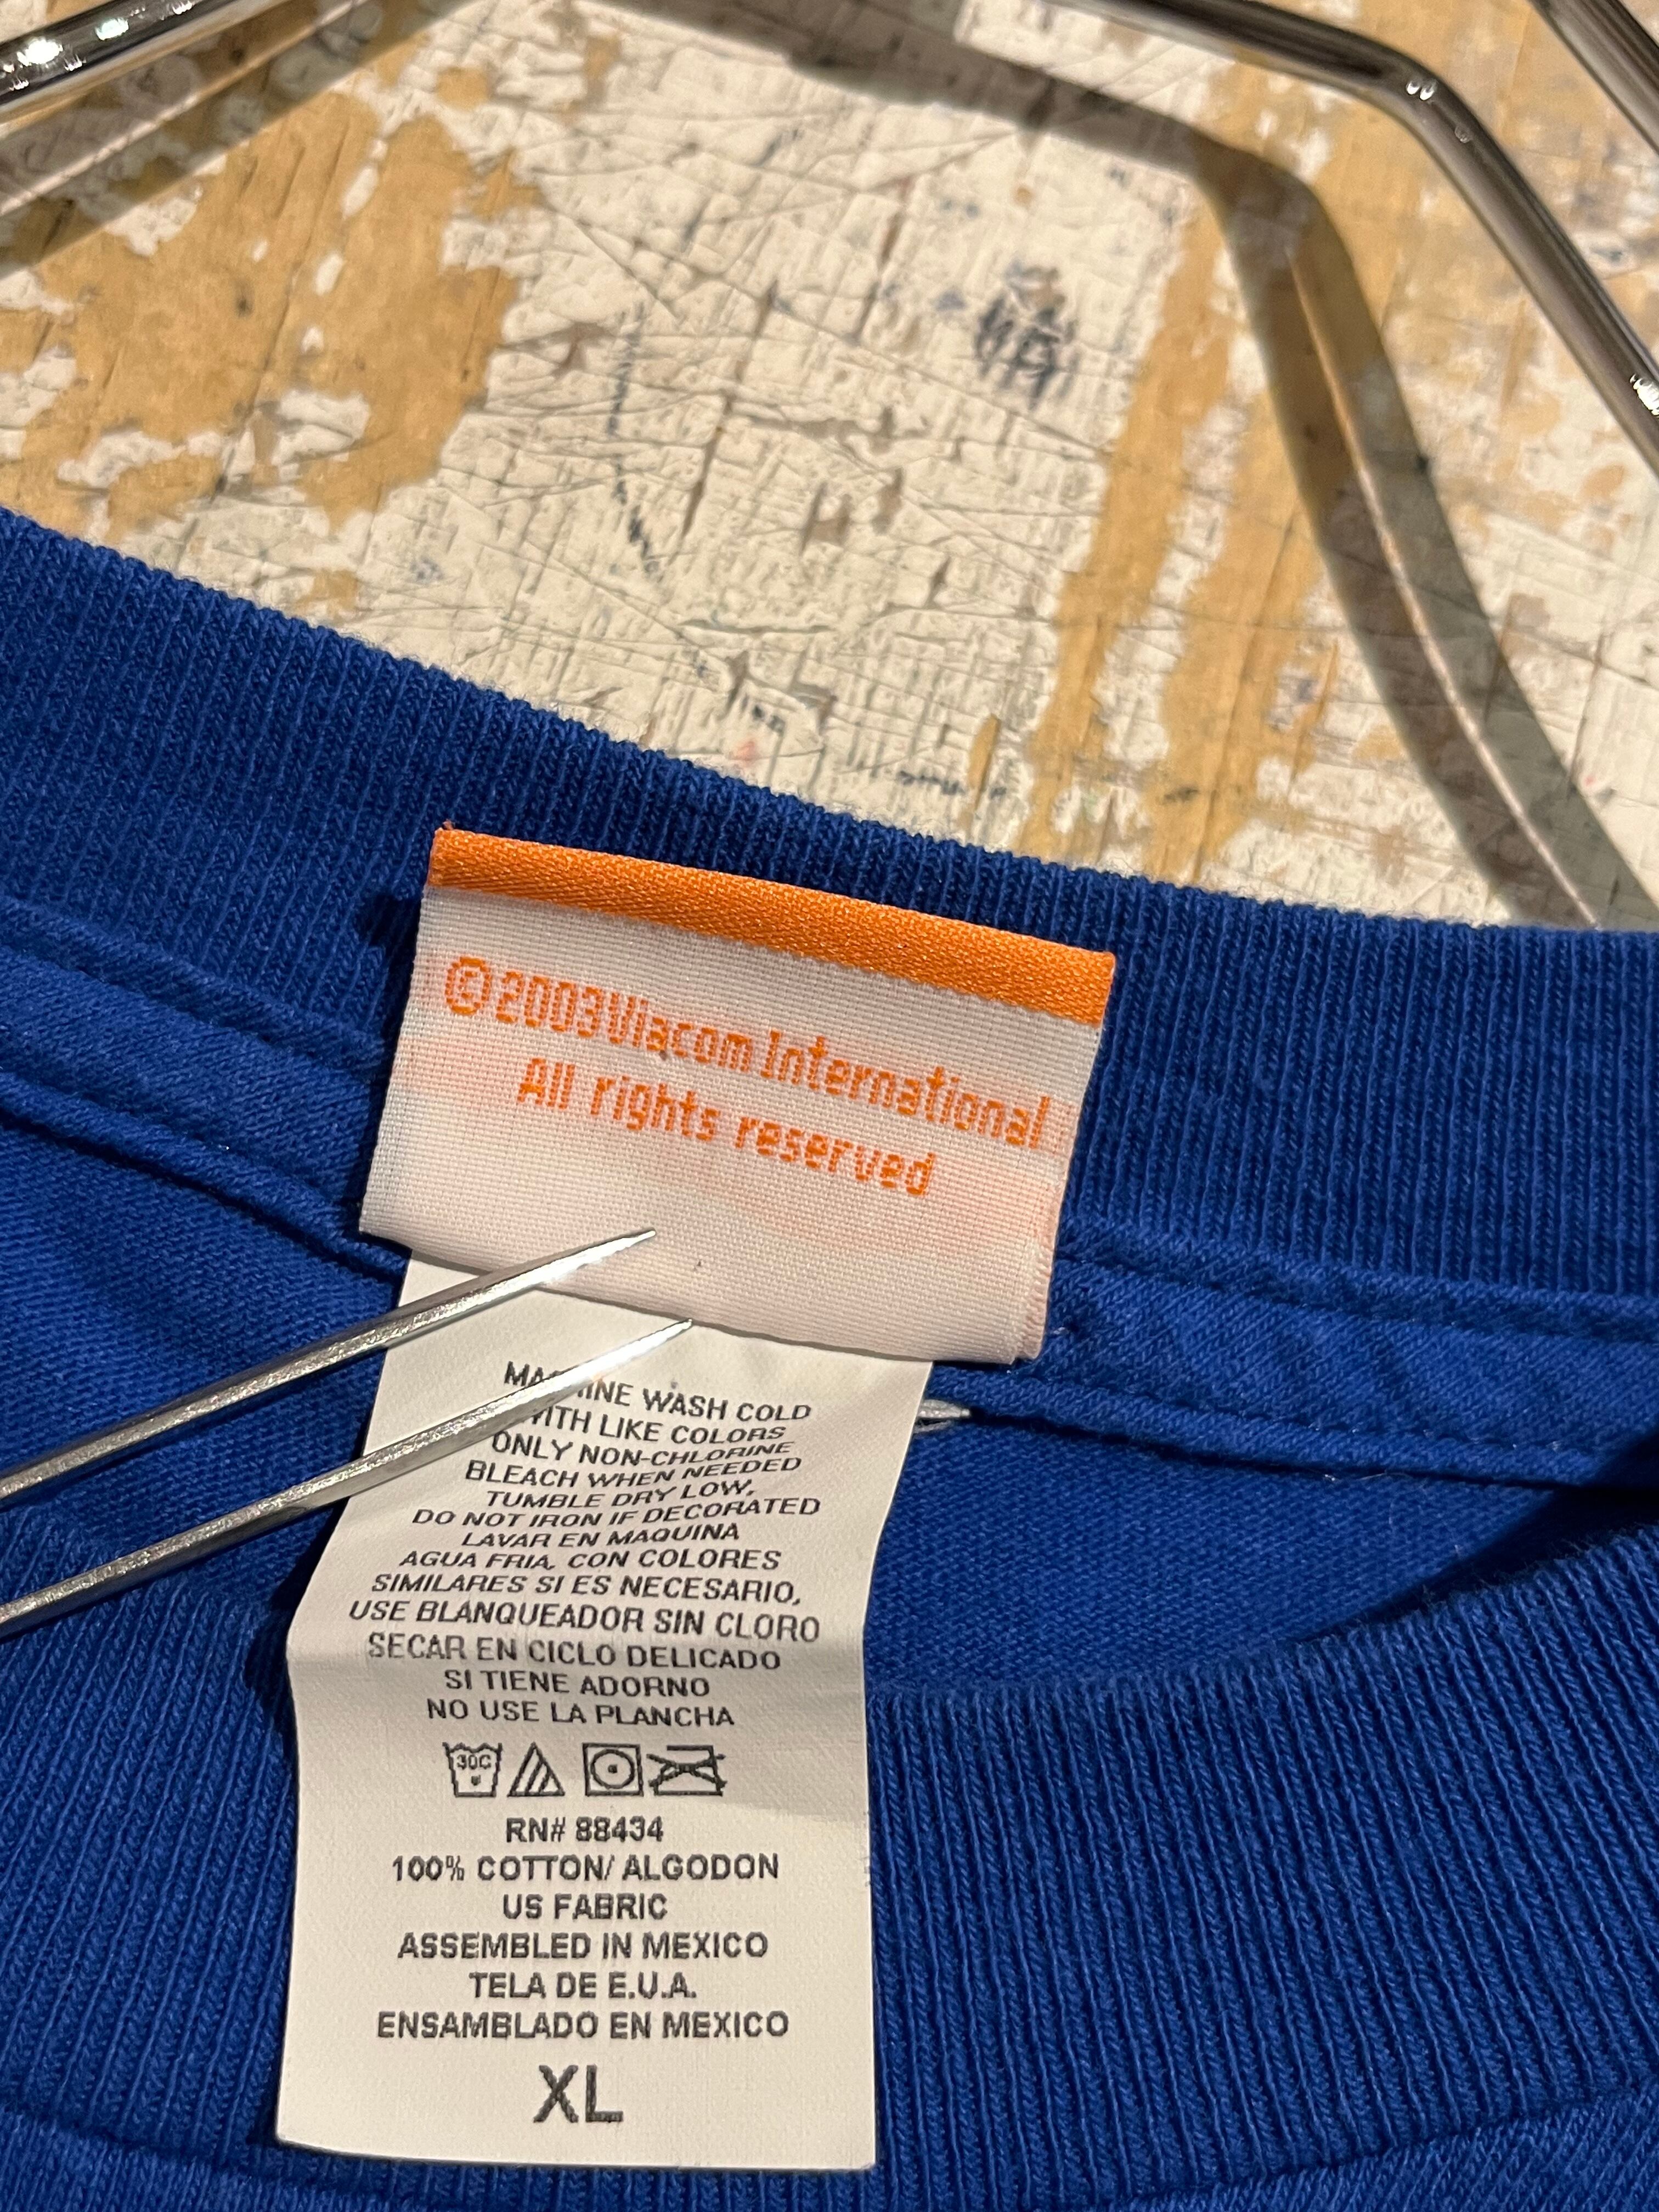 © 2003 Viacom International
All rights reserved
WASH COLD
WITH LIKE COLORS
ONLY NON-CHLORINE
BLEACH WHEN NEEDED
TUMBLE DRY LOW,
DO NOT IRON IF DECORATED
LAVAR EN MAQUINA
AGUA FRIA, CON COLORES
SIMILARES SI ES NECESARIO,
USE BLANQUEADOR SIN CLORO
SECAR EN CICLO DELICADO
SI TIENE ADORNO
NO USE LA PLANCHA
30C
RN# 88434
100% COTTON/ ALGODON
US FABRIC
ASSEMBLED IN MEXICO
TELA DE E.U.A.
ENSAMBLADO EN MEXICO
XL